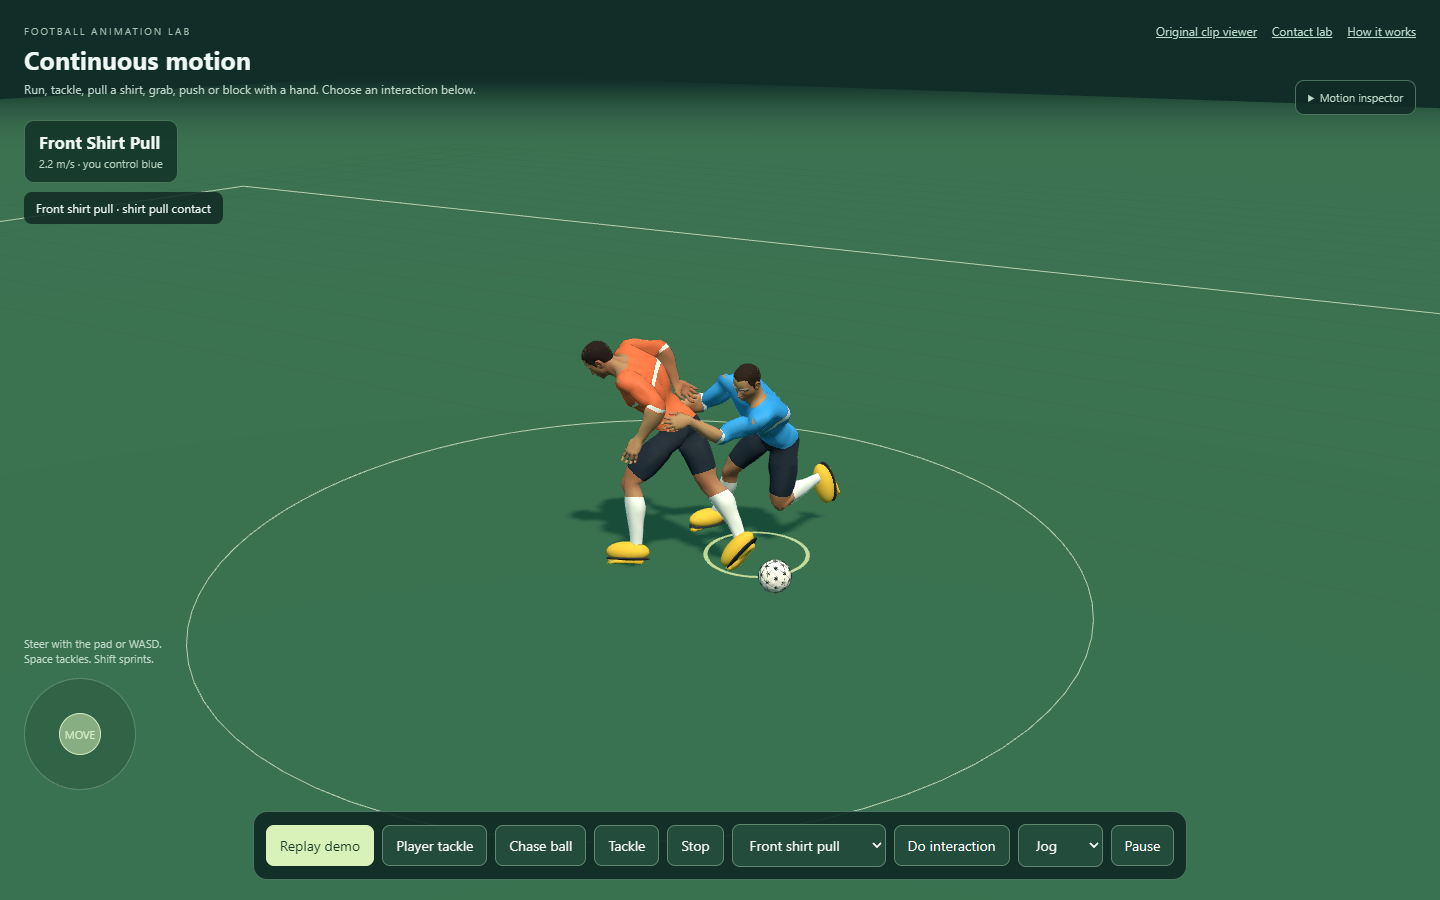 FOOTBALL ANIMATION LAB
Continuous motion
Run, tackle, pull a shirt, grab, push or block with a hand. Choose an interaction below.
Original clip viewer
Contact lab
How it works
Motion inspector
Front Shirt Pull
2.2 m/s · you control blue
Front shirt pull · shirt pull contact
Steer with the pad or WASD.
Space tackles. Shift sprints.
MOVE
Replay demo
Player tackle
Chase ball
Tackle
Stop
Front shirt pull
Do interaction
Jog
Pause